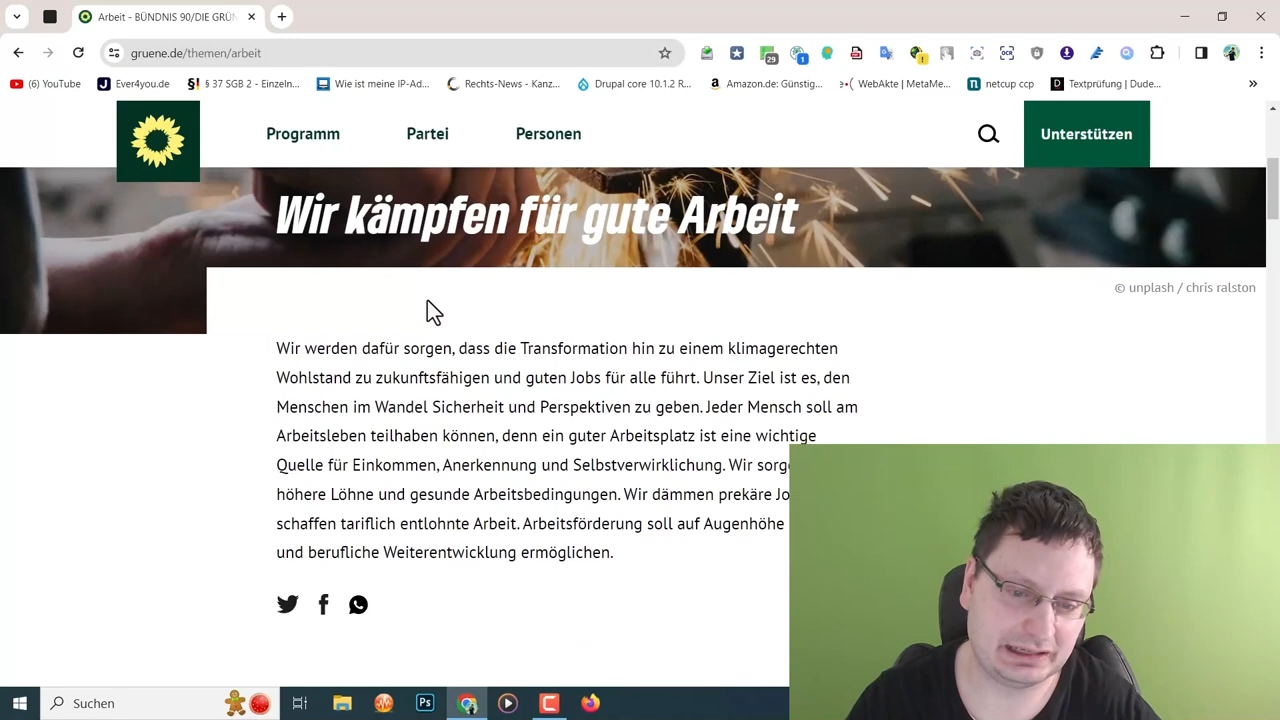 Arbeit - BÜNDNIS 90/DIE GRÜN
gruene.de/themen/arbeit
29
1
(6) YouTube
Ever4you.de
§ 37 SGB 2 - Einzeln...
Wie ist meine IP-Ad...
Rechts-News - Kanz...
Drupal core 10.1.2 R...
Amazon.de: Günstig...
WebAkte | MetaMe...
netcup ccp
Textprüfung | Dude...
Programm
Partei
Personen
Unterstützen
Wir kämpfen für gute Arbeit
© unplash / chris ralston
Wir werden dafür sorgen, dass die Transformation hin zu einem klimagerechten
Wohlstand zu zukunftsfähigen und guten Jobs für alle führt. Unser Ziel ist es, den
Menschen im Wandel Sicherheit und Perspektiven zu geben. Jeder Mensch soll am
Arbeitsleben teilhaben können, denn ein guter Arbeitsplatz ist eine wichtige
Quelle für Einkommen, Anerkennung und Selbstverwirklichung. Wir sorg
höhere Löhne und gesunde Arbeitsbedingungen. Wir dämmen prekäre Jo
schaffen tariflich entlohnte Arbeit. Arbeitsförderung soll auf Augenhöhe
und berufliche Weiterentwicklung ermöglichen.
Suchen
Ps